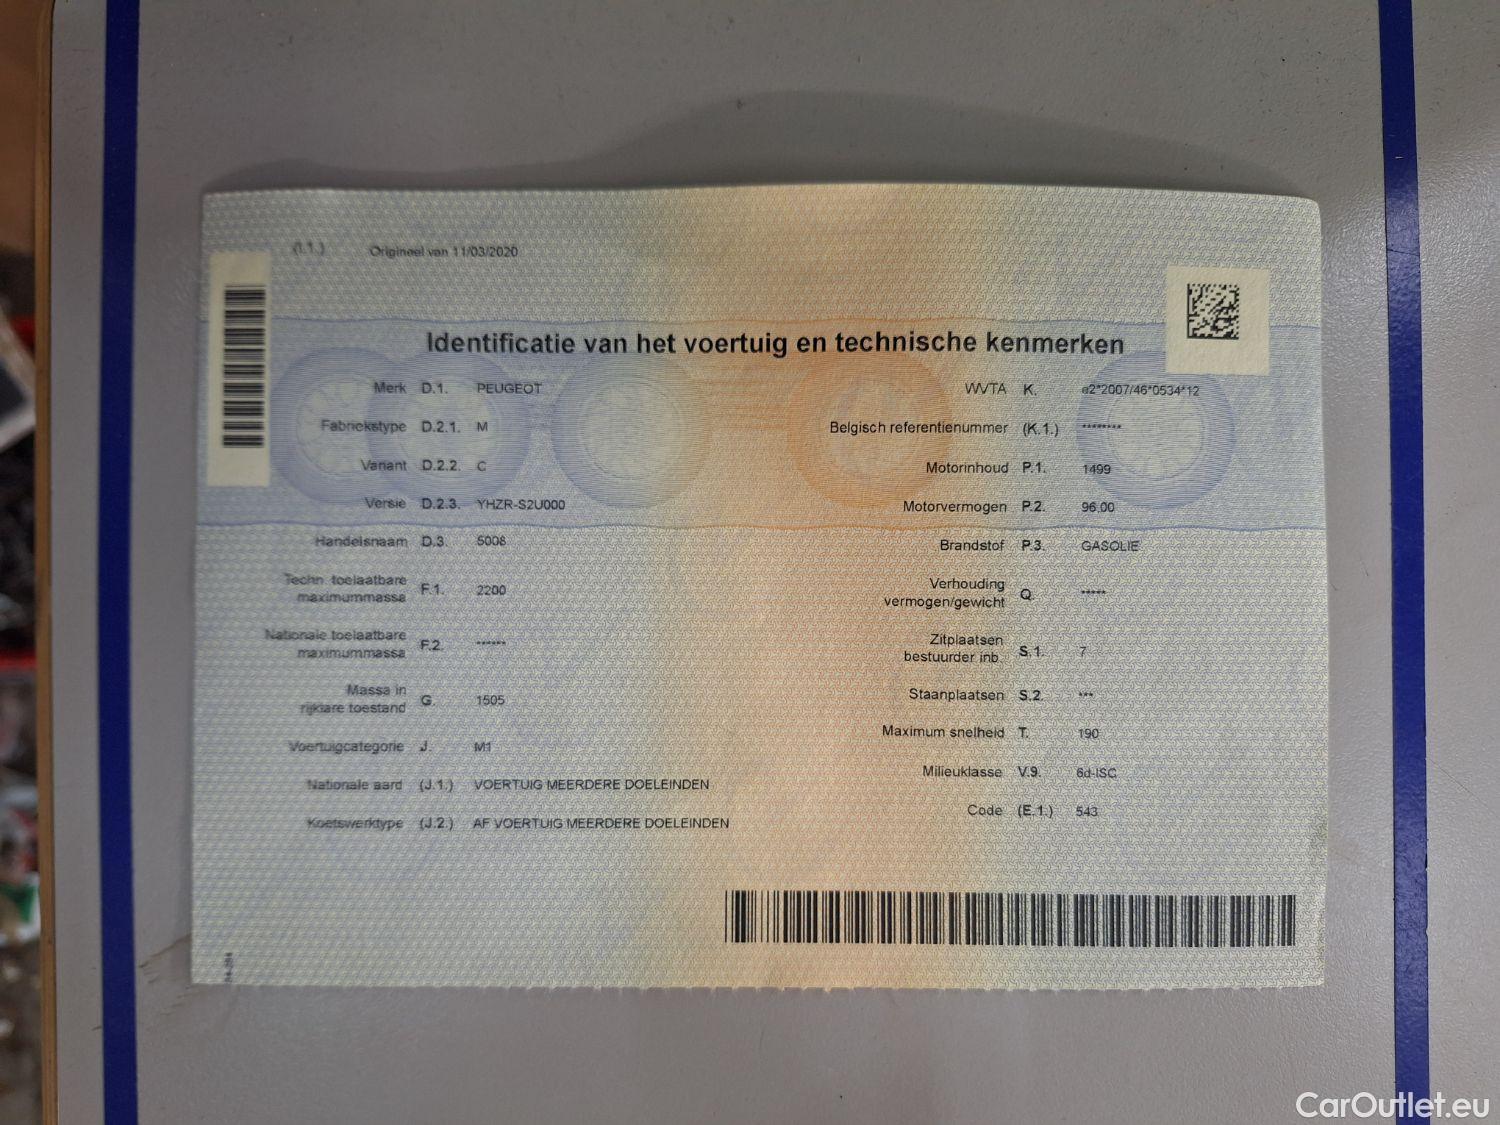 (I.1.) Origineel van 11/03/2020
Identificatie van het voertuig en technische kenmerken
Merk D.1. PEUGEOT
Fabriekstype D.2.1. M
Variant D.2.2. C
Versie D.2.3. YHZR-S2U000
Handelsnaam D.3. 5008
Techn. toelaatbare
maximummassa F.1. 2200
Nationale toelaatbare
maximummassa F.2. ******
Massa in
rijklare toestand G. 1505
Voertuigcategorie J. M1
Nationale aard (J.1.) VOERTUIG MEERDERE DOELEINDEN
Koetswerktype (J.2.) AF VOERTUIG MEERDERE DOELEINDEN
WVTA K. e2*2007/46*0534*12
Belgisch referentienummer (K.1.) ********
Motorinhoud P.1. 1499
Motorvermogen P.2. 96.00
Brandstof P.3. GASOLIE
Verhouding
vermogen/gewicht Q. *****
Zitplaatsen
bestuurder inb. S.1. 7
Staanplaatsen S.2. ***
Maximum snelheid T. 190
Milieuklasse V.9. 6d-ISC
Code (E.1.) 543
CarOutlet.eu